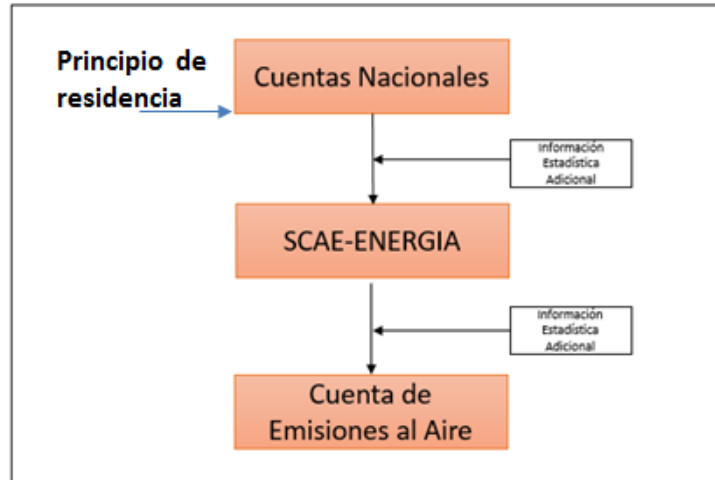 Principio de
residencia
Cuentas Nacionales
Información
Estadística
Adicional
SCAE-ENERGIA
Información
Estadística
Adicional
Cuenta de
Emisiones al Aire